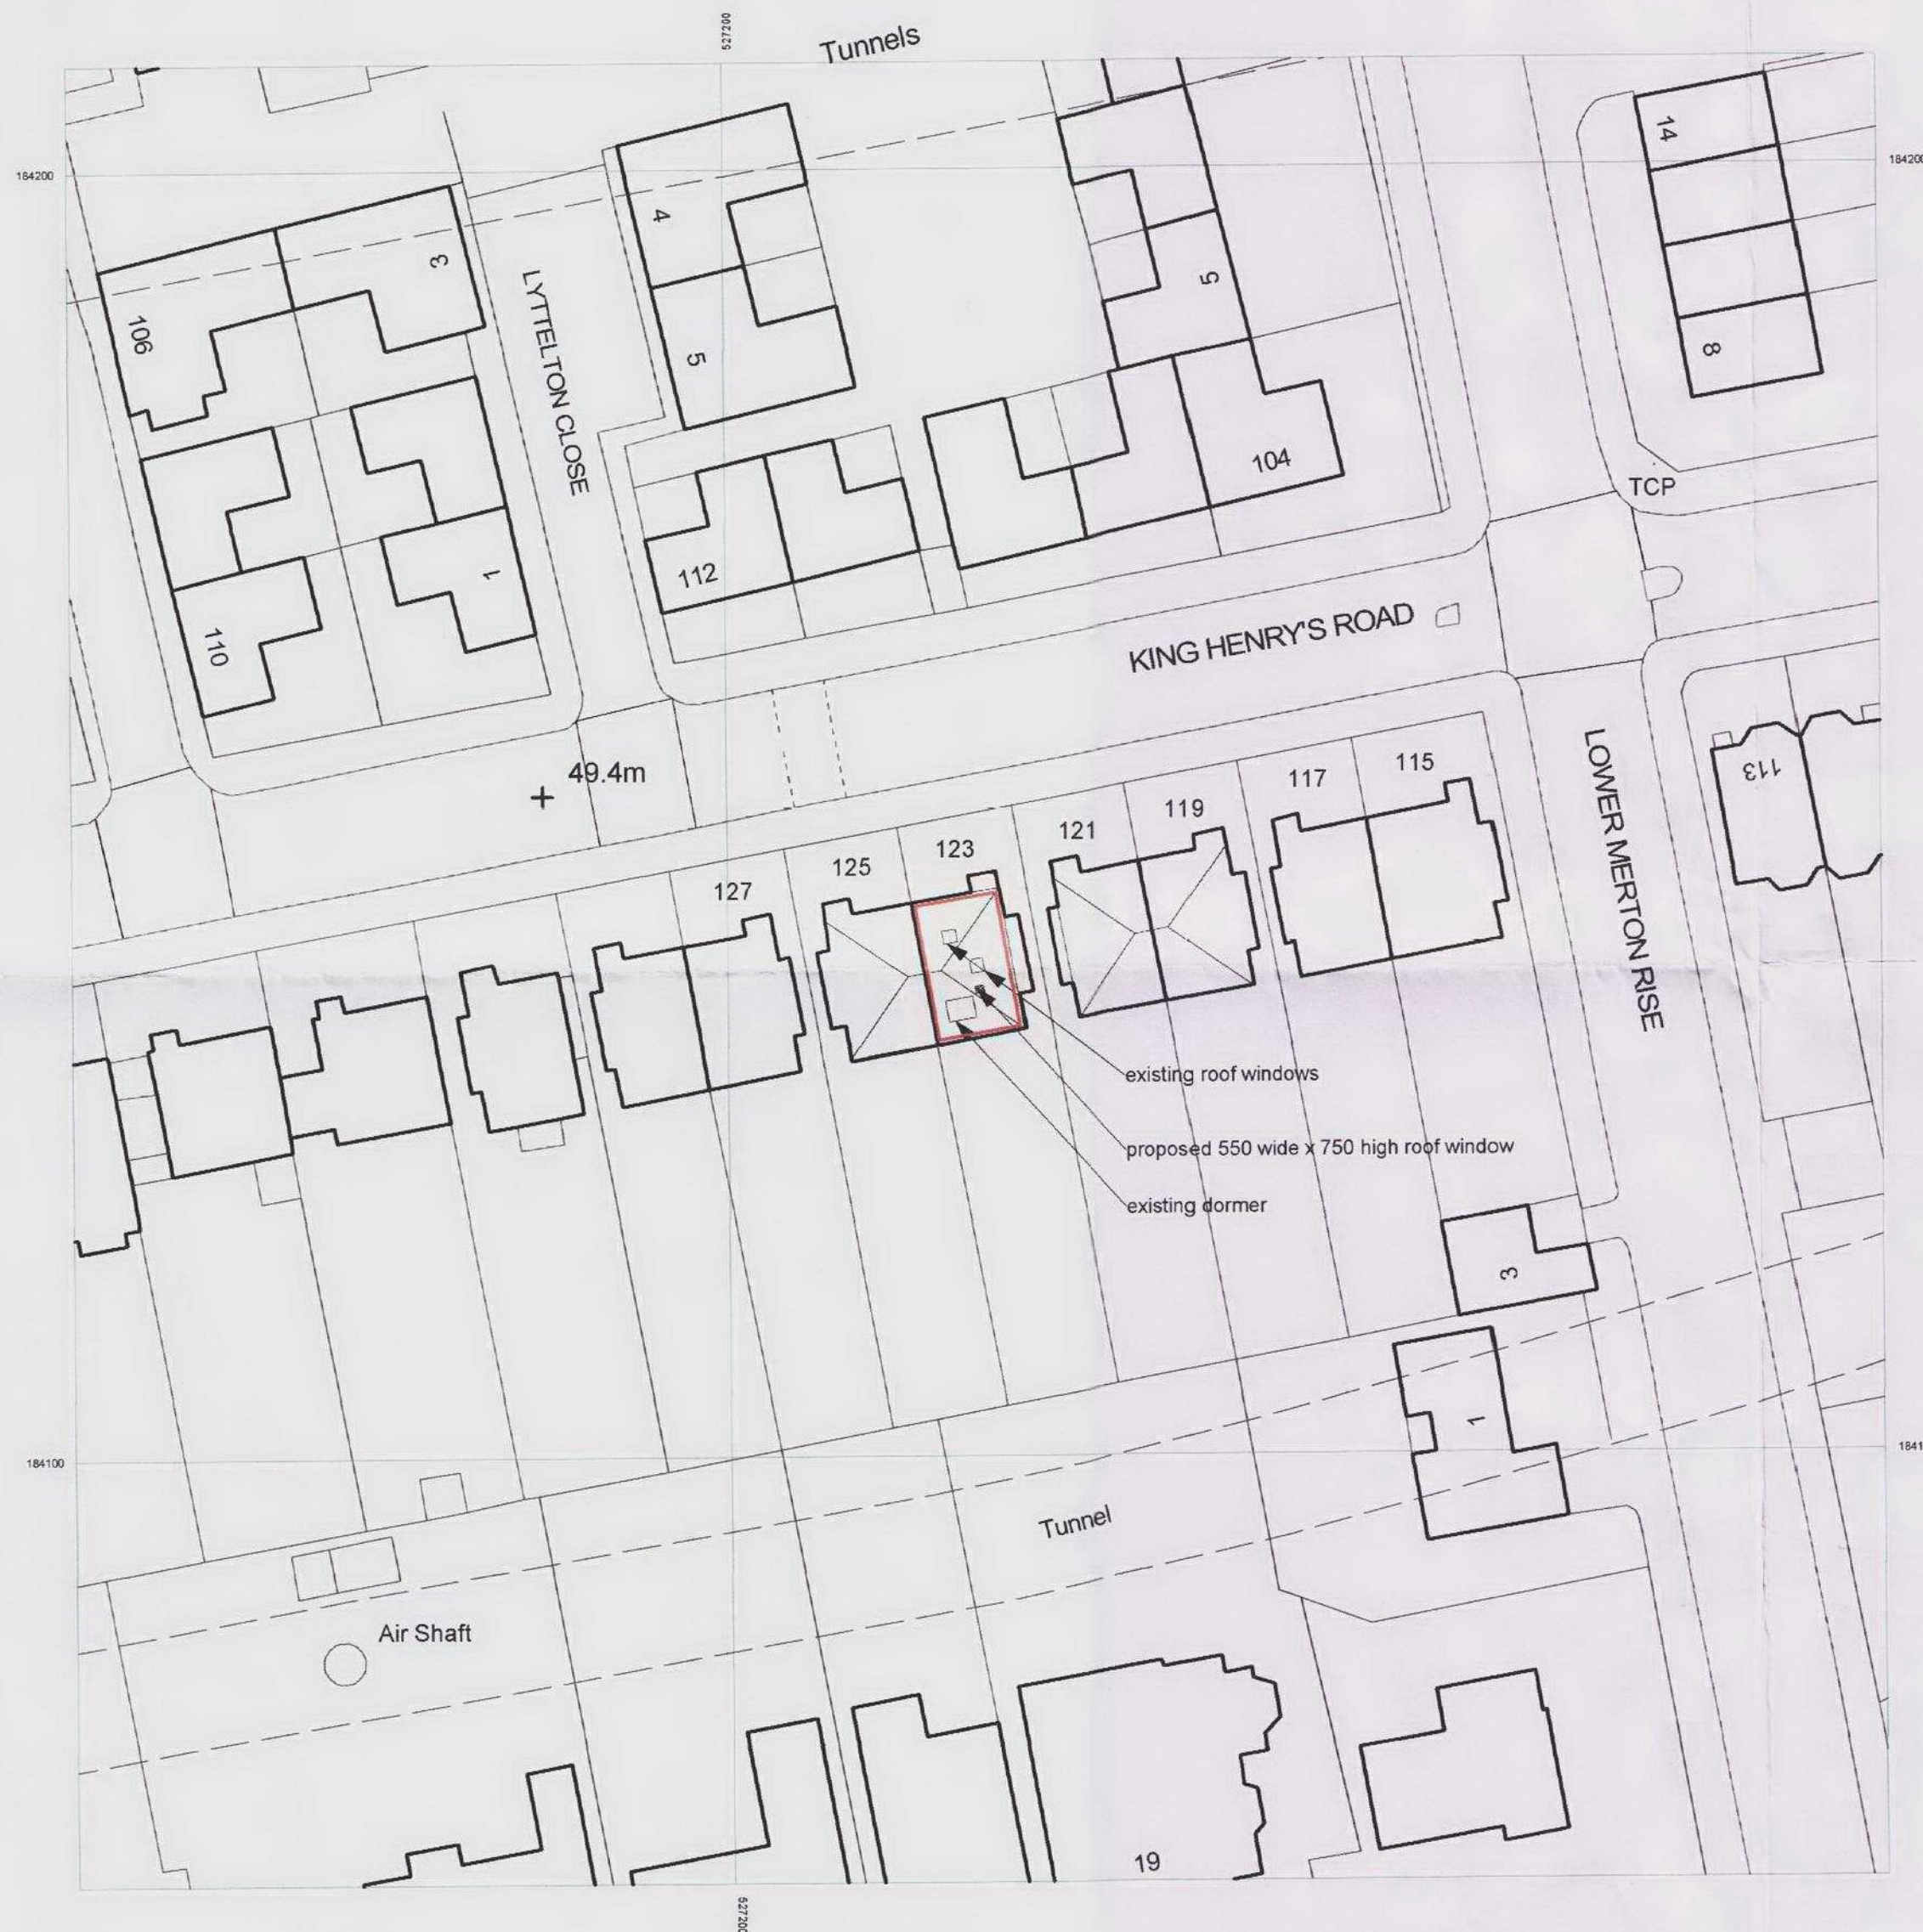 527200
Tunnels
184200
184200
14
4
3
5
106
LYTTELTON CLOSE
5
8
104
TCP
112
1
110
KING HENRY'S ROAD
49.4m
LOWER MERTON RISE
113
115
117
119
121
123
125
127
existing roof windows
proposed 550 wide x 750 high roof window
existing dormer
3
1
184100
1841
Tunnel
Air Shaft
19
527200